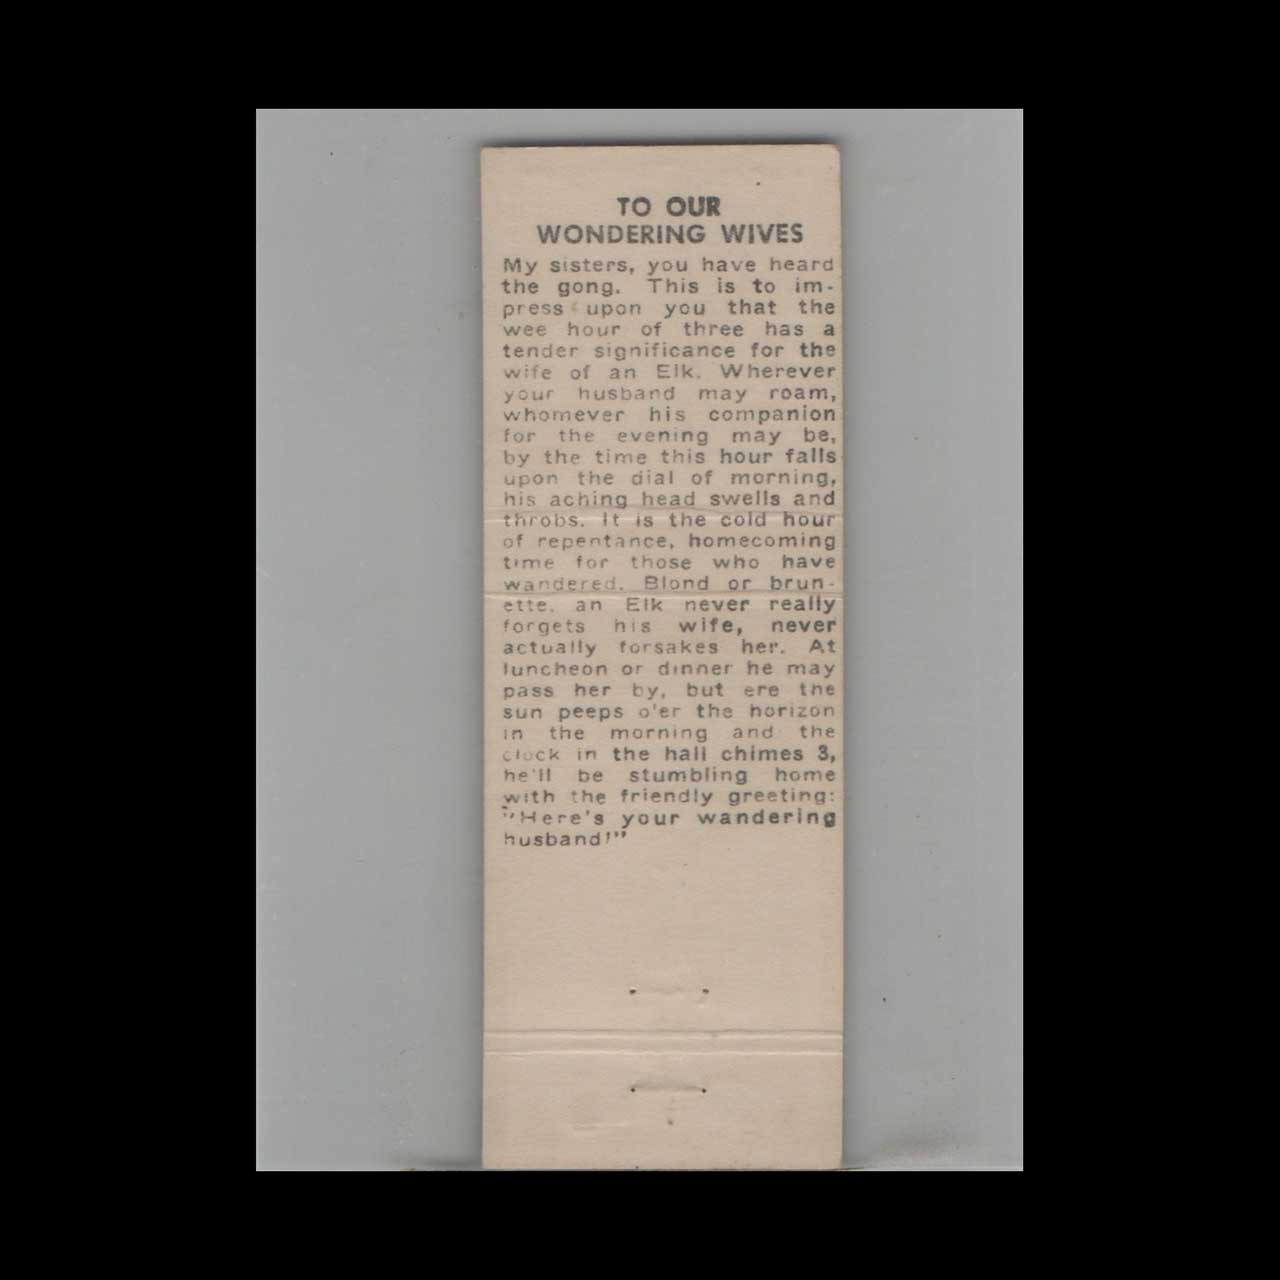 TO OUR
WONDERING WIVES
My sisters, you have heard
the gong. This is to im-
press upon you that the
wee hour of three has a
tender significance for the
wife of an Elk. Wherever
your husband may roam,
whomever his companion
for the evening may be,
by the time this hour falls
upon the dial of morning,
his aching head swells and
throbs. It is the cold hour
of repentance, homecoming
time for those who have
wandered. Blond or brun-
ette, an Elk never really
forgets his wife, never
actually forsakes her. At
luncheon or dinner he may
pass her by, but ere the
sun peeps o'er the horizon
in the morning and the
clock in the hall chimes 3,
he'll be stumbling home
with the friendly greeting:
"Here's your wandering
husband!"